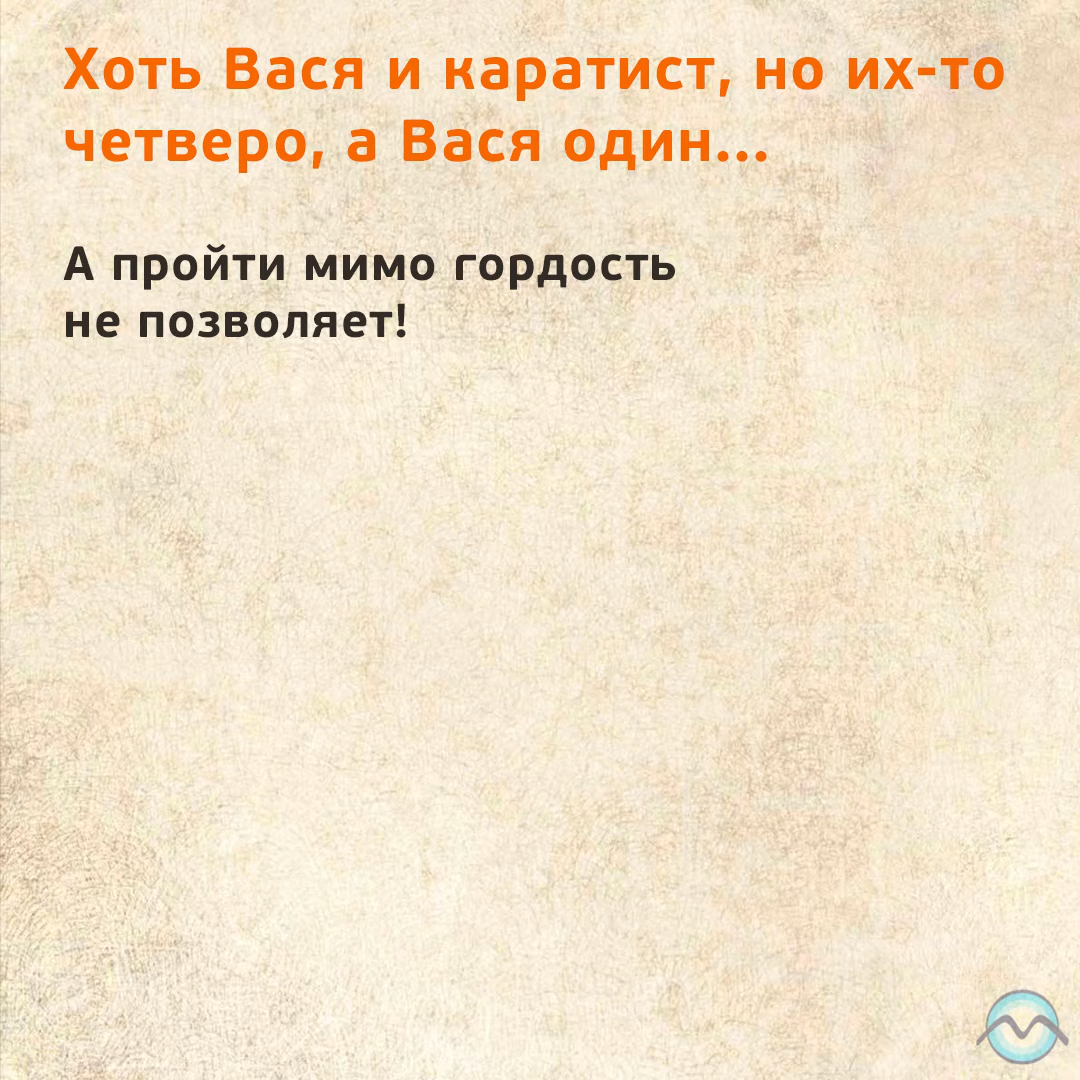 Хоть Вася и каратист, но их-то
четверо, а Вася один...
А пройти мимо гордость
не позволяет!